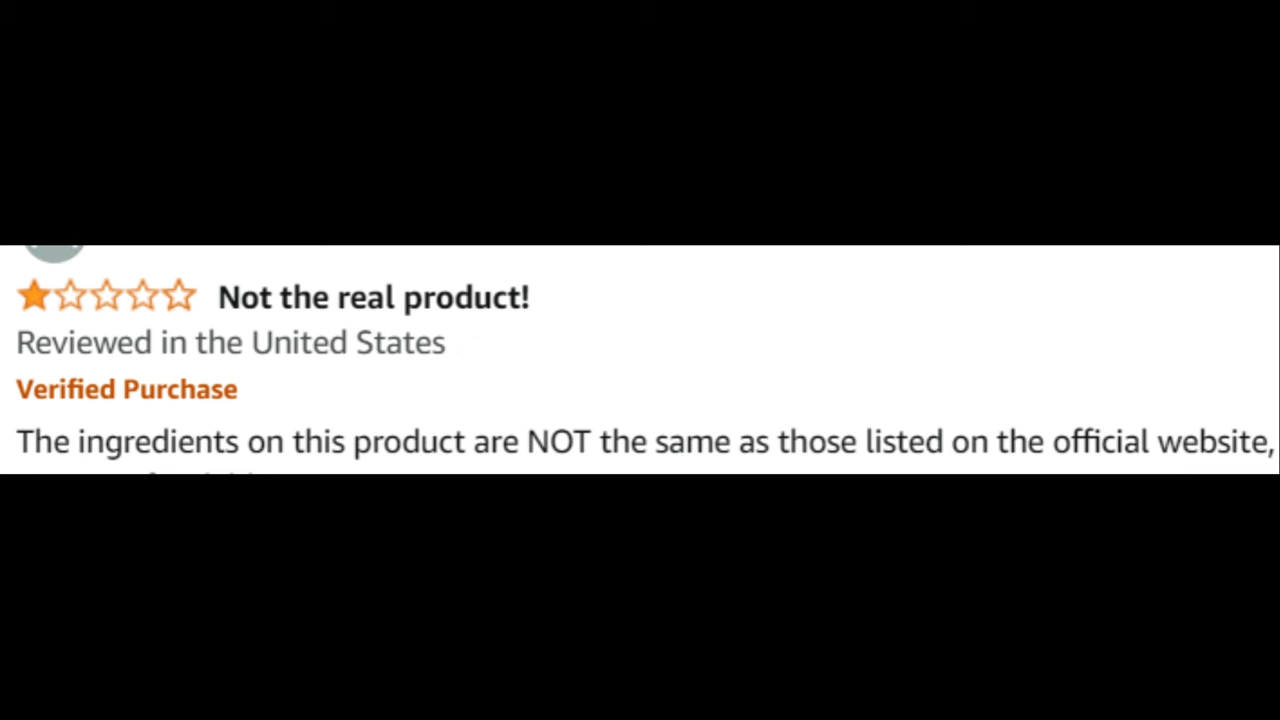 Not the real product!
Reviewed in the United States
Verified Purchase
The ingredients on this product are NOT the same as those listed on the official website,